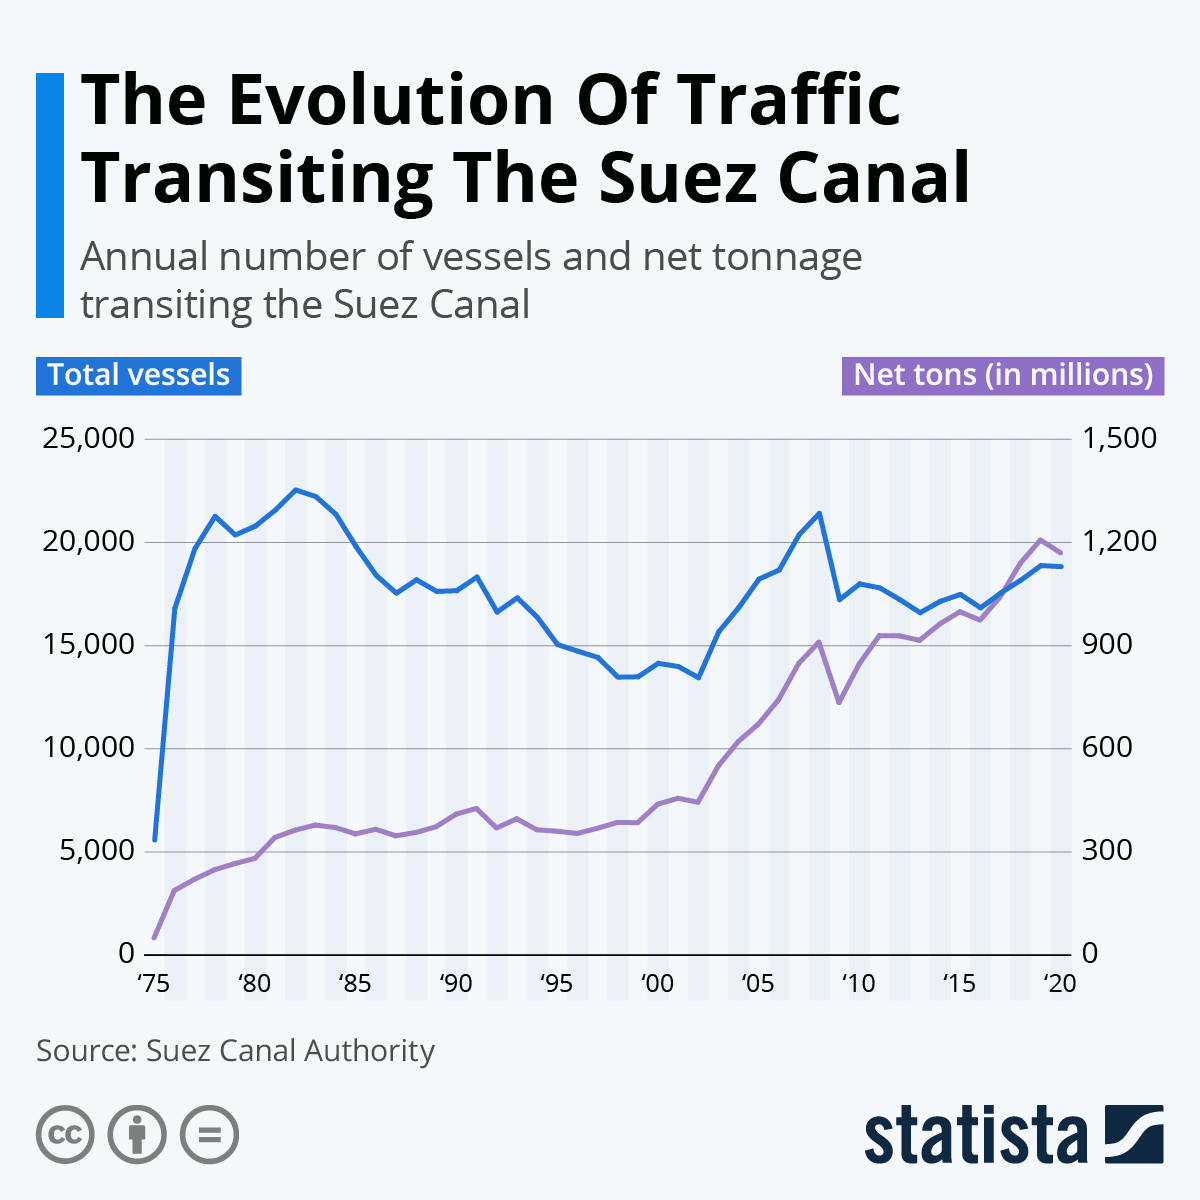 The Evolution Of Traffic
Transiting The Suez Canal
Annual number of vessels and net tonnage
transiting the Suez Canal
Total vessels
Net tons (in millions)
25,000
1,500
20,000
1,200
15,000
900
10,000
600
5,000
300
0
0
‘75 ‘80 ‘85 ‘90 ‘95 ‘00 ‘05 ‘10 ‘15 ‘20
Source: Suez Canal Authority
cc
statista